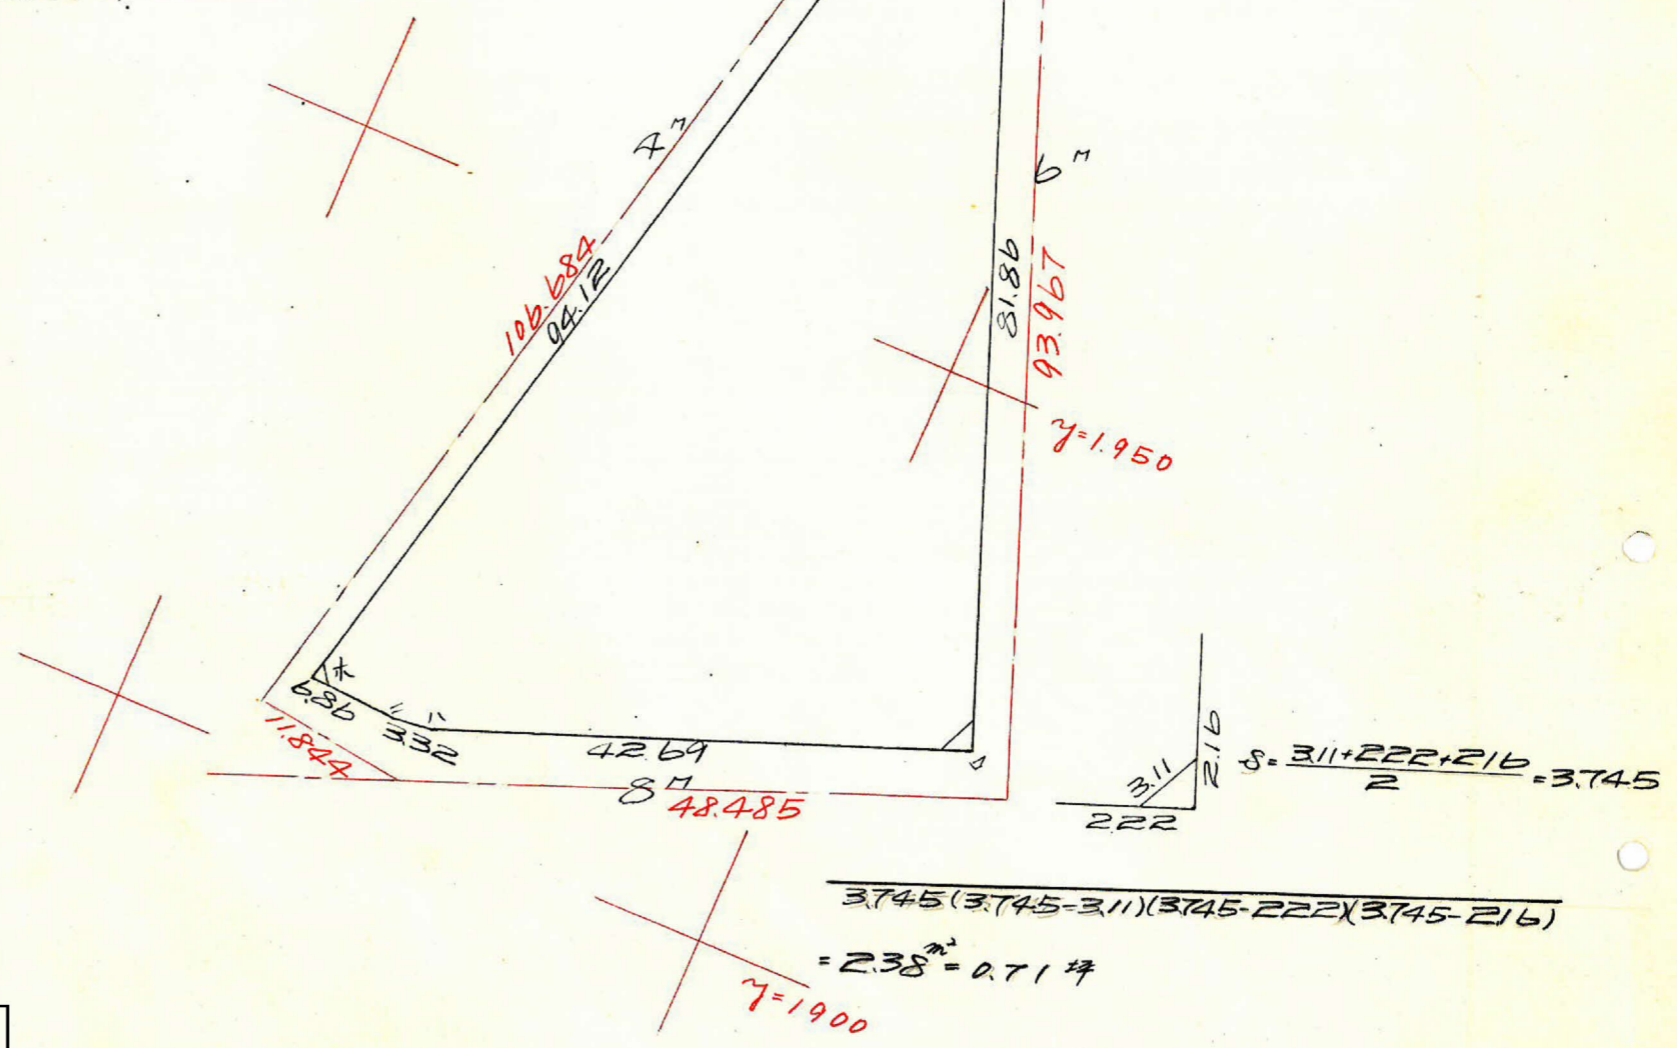 4ᴹ
6ᴹ
106.684
94.12
81.86
93.967
y=1.950
木
6.86
3.32
42.69
11.844
8ᴹ
48.485
3.11
2.16
2.22
S= 3.11+2.22+2.16 / 2 =3.745
3.745(3.745-3.11)(3.745-2.22)(3.745-2.16)
=2.38m²=0.71坪
y=1900